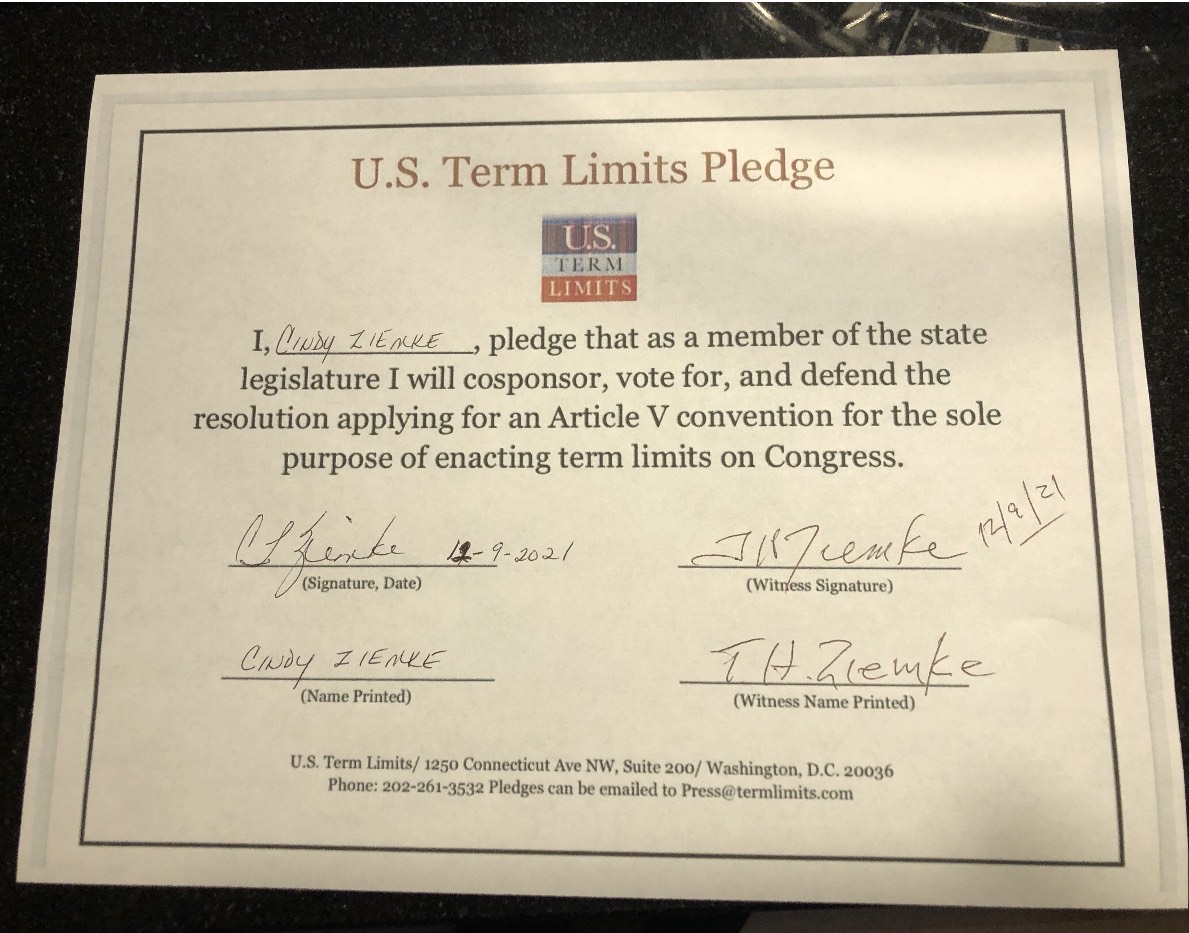 U.S. Term Limits Pledge
U.S.
TERM
LIMITS
I, CINDY ZIEMKE, pledge that as a member of the state
legislature I will cosponsor, vote for, and defend the
resolution applying for an Article V convention for the sole
purpose of enacting term limits on Congress.
C L Ziemke 12-9-2021
(Signature, Date)
T H Ziemke 12/9/21
(Witness Signature)
CINDY ZIEMKE
(Name Printed)
T. H. Ziemke
(Witness Name Printed)
U.S. Term Limits/ 1250 Connecticut Ave NW, Suite 200/ Washington, D.C. 20036
Phone: 202-261-3532 Pledges can be emailed to Press@termlimits.com